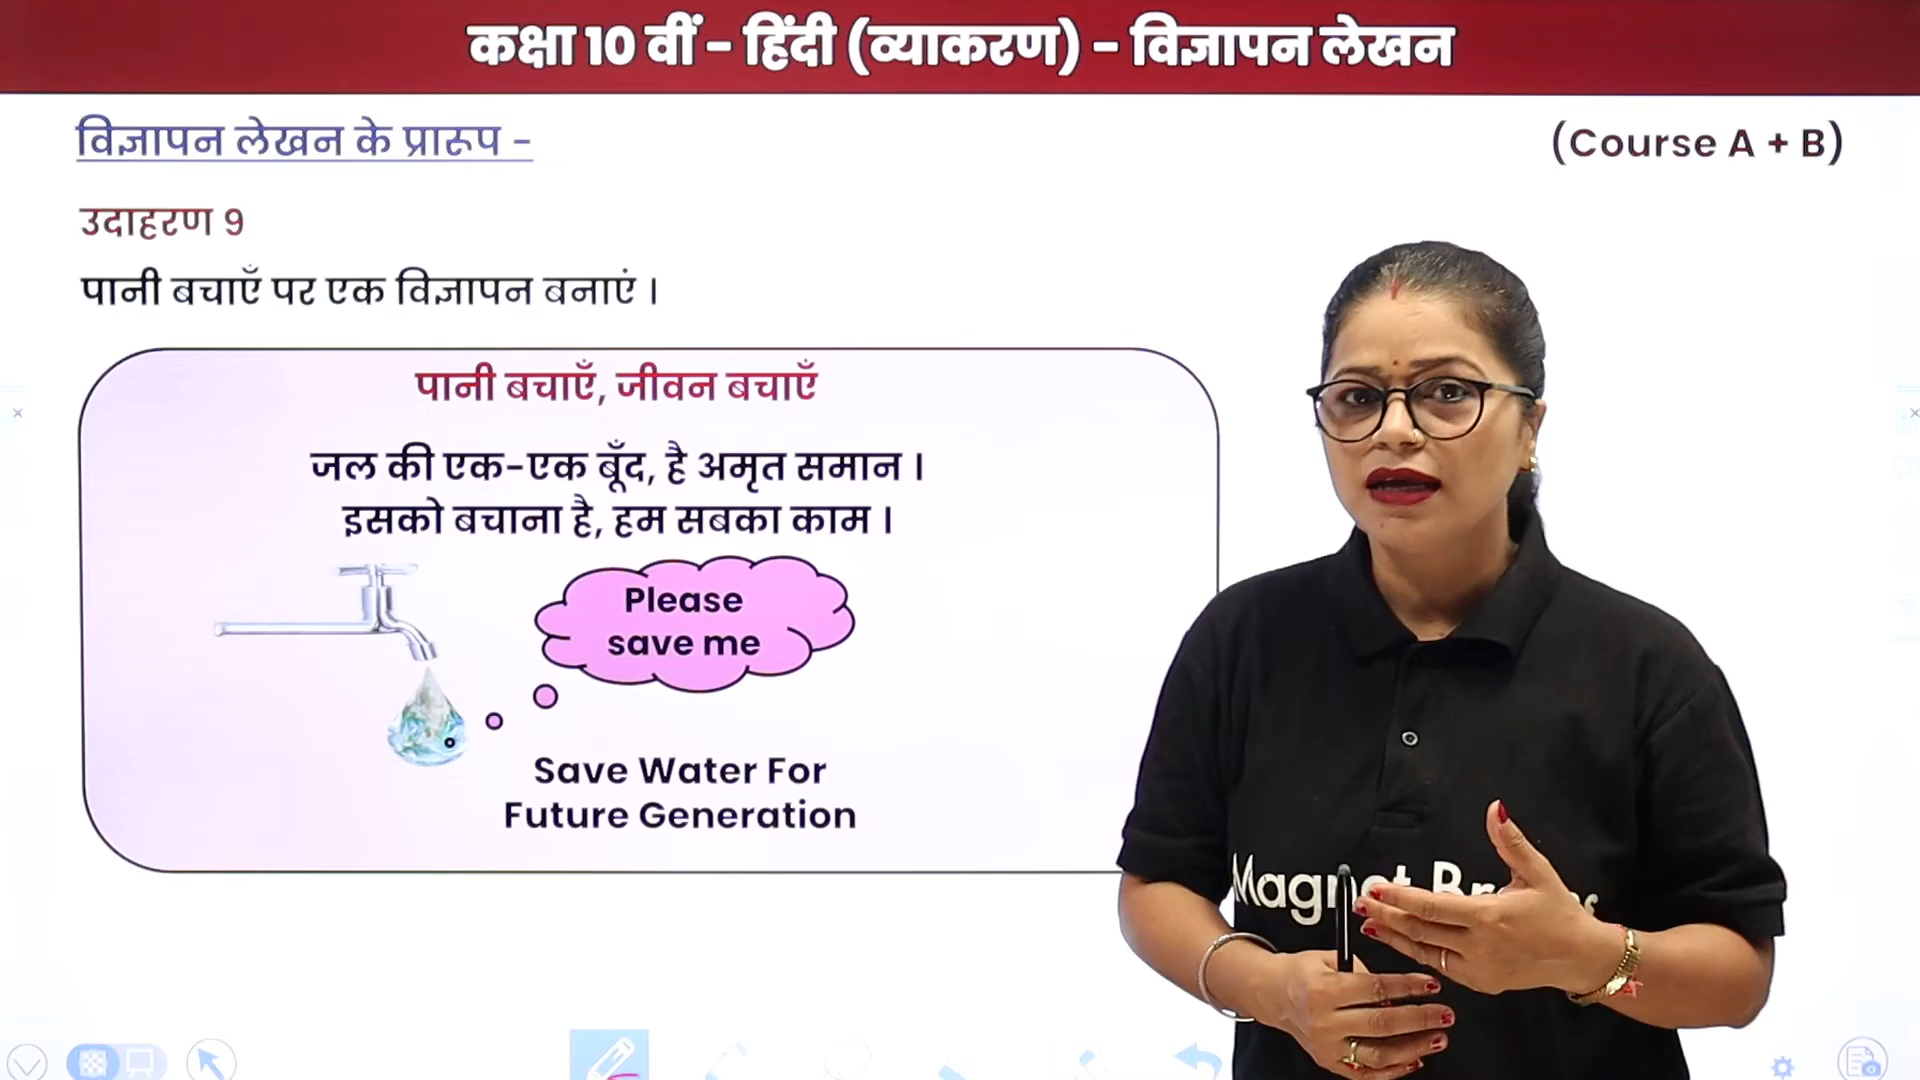 कक्षा 10 वीं - हिंदी (व्याकरण) - विज्ञापन लेखन
विज्ञापन लेखन के प्रारूप -
(Course A + B)
उदाहरण 9
पानी बचाएँ पर एक विज्ञापन बनाएं ।
पानी बचाएँ, जीवन बचाएँ
जल की एक-एक बूँद, है अमृत समान ।
इसको बचाना है, हम सबका काम ।
Please
save me
Save Water For
Future Generation